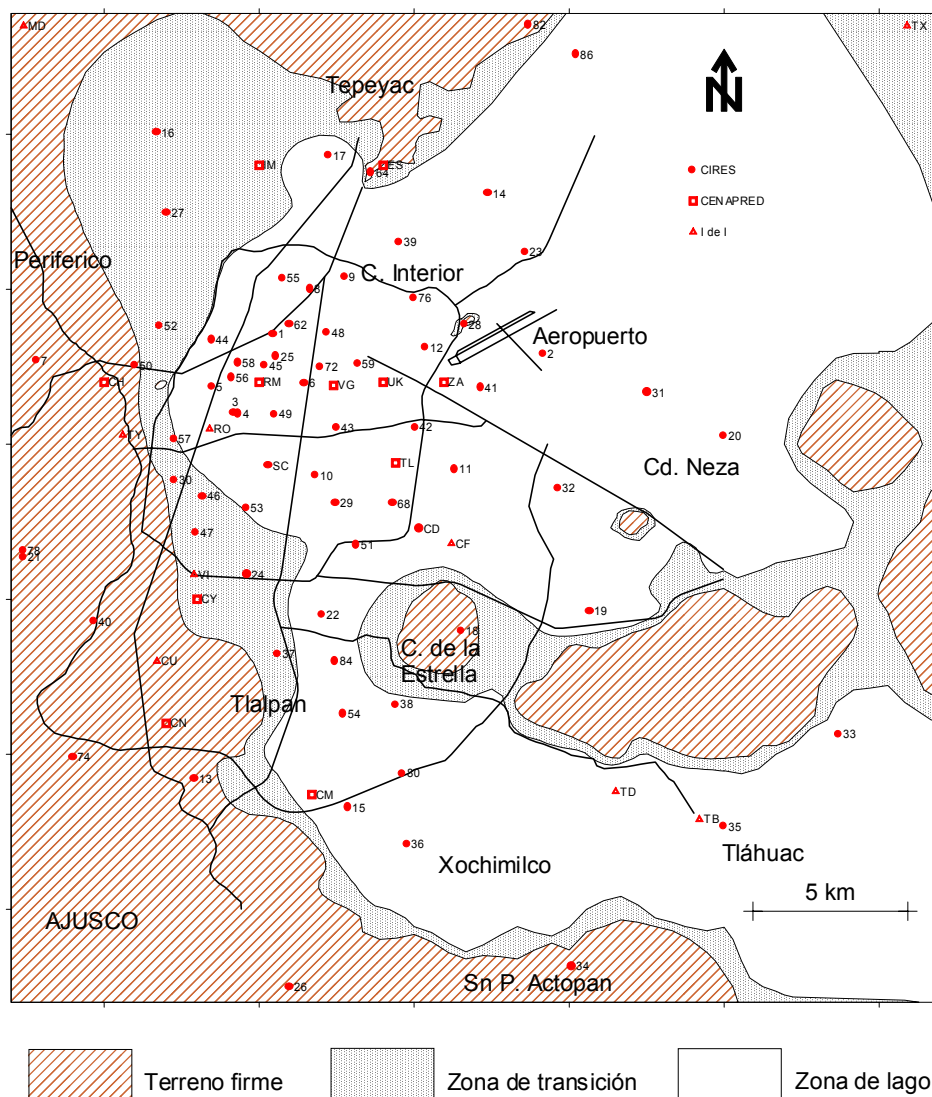 MD
82
TX
86
Tepeyac
16
17
IM
ES
64
CIRES
14
CENAPRED
27
I de I
39
23
Periferico
C. Interior
55
9
8
76
52
62
28
1
48
Aeropuerto
44
12
2
7
25
50
58
45
72
59
56
CH
5
RM
6
VG
UK
ZA
41
31
3
4
49
RO
43
42
TY
57
20
SC
TL
11
Cd. Neza
30
10
32
46
53
29
68
47
CD
51
CF
78
21
VI
24
CY
22
19
40
18
37
84
C. de la
Estrella
CU
Tlalpan
38
54
CN
33
74
13
80
CM
TD
15
TB
35
36
Xochimilco
Tláhuac
5 km
AJUSCO
34
Sn P. Actopan
26
Terreno firme
Zona de transición
Zona de lago
N